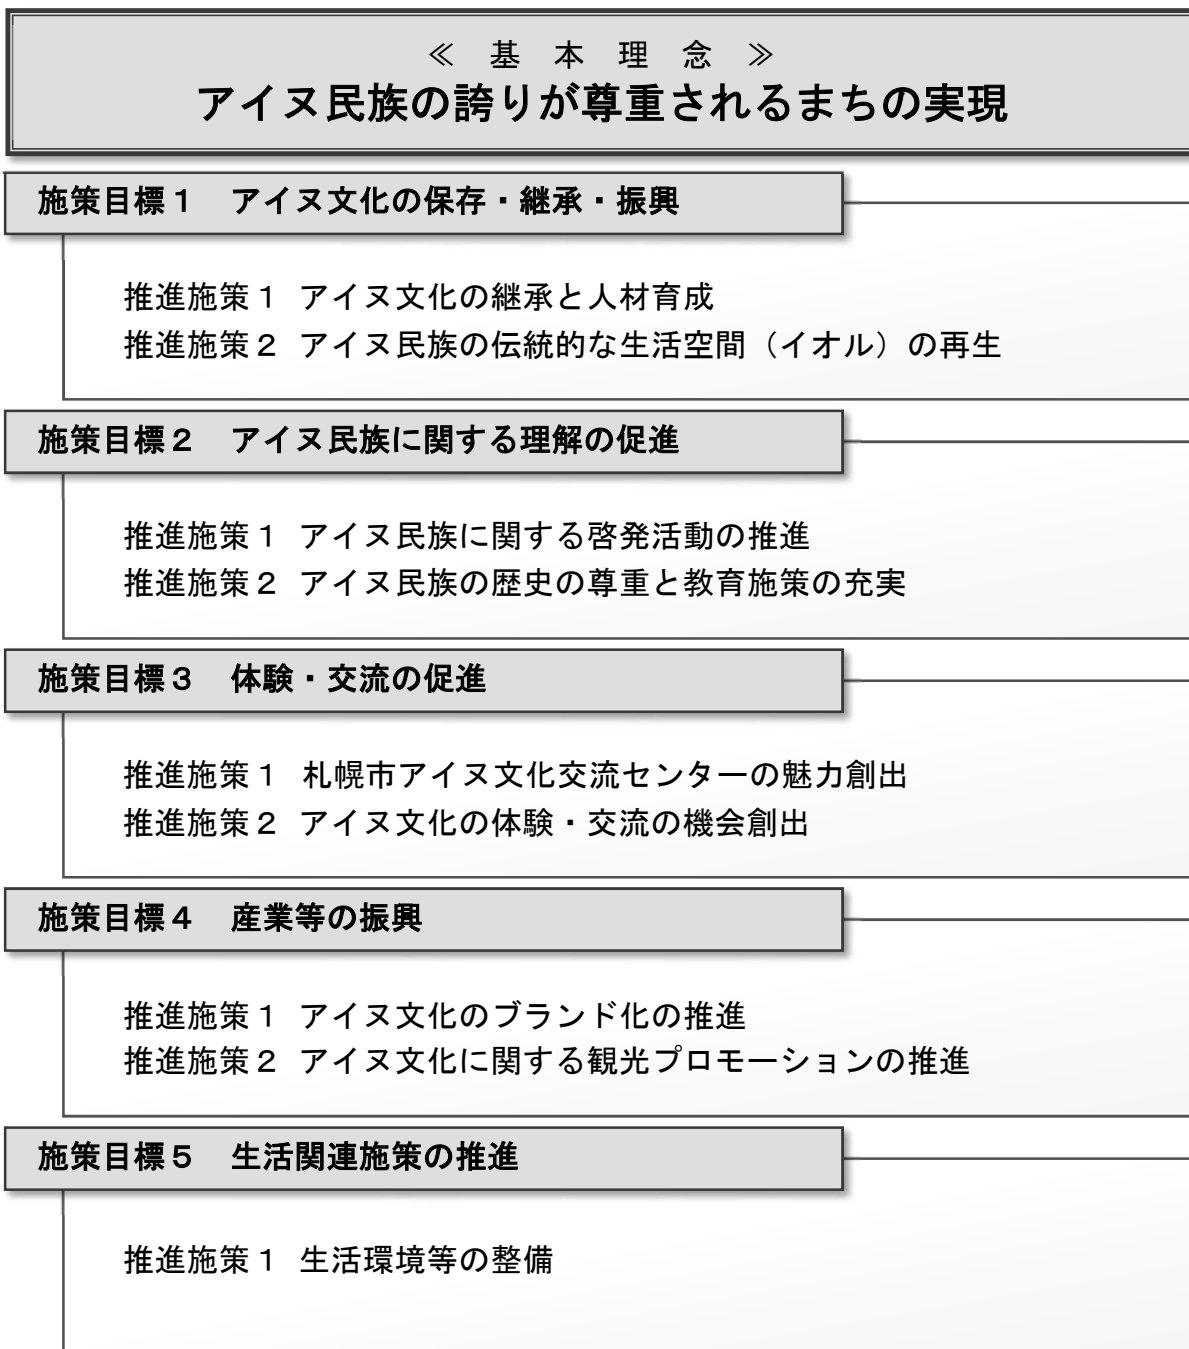 ≪ 基 本 理 念 ≫
アイヌ民族の誇りが尊重されるまちの実現
施策目標１ アイヌ文化の保存・継承・振興
推進施策１ アイヌ文化の継承と人材育成
推進施策２ アイヌ民族の伝統的な生活空間（イオル）の再生
施策目標２ アイヌ民族に関する理解の促進
推進施策１ アイヌ民族に関する啓発活動の推進
推進施策２ アイヌ民族の歴史の尊重と教育施策の充実
施策目標３ 体験・交流の促進
推進施策１ 札幌市アイヌ文化交流センターの魅力創出
推進施策２ アイヌ文化の体験・交流の機会創出
施策目標４ 産業等の振興
推進施策１ アイヌ文化のブランド化の推進
推進施策２ アイヌ文化に関する観光プロモーションの推進
施策目標５ 生活関連施策の推進
推進施策１ 生活環境等の整備